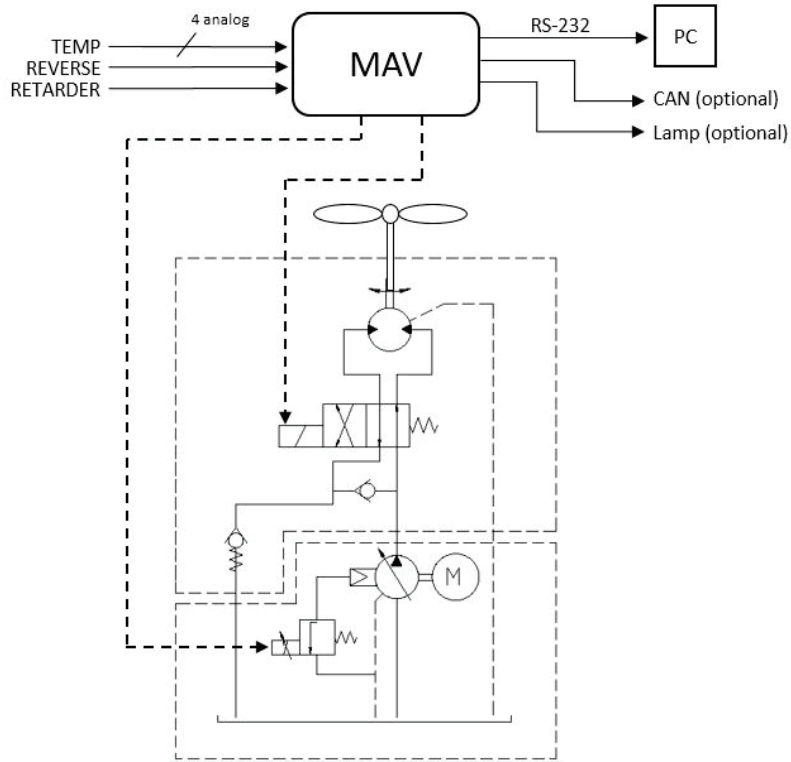 4 analog
TEMP
REVERSE
RETARDER
MAV
RS-232
PC
CAN (optional)
Lamp (optional)
M